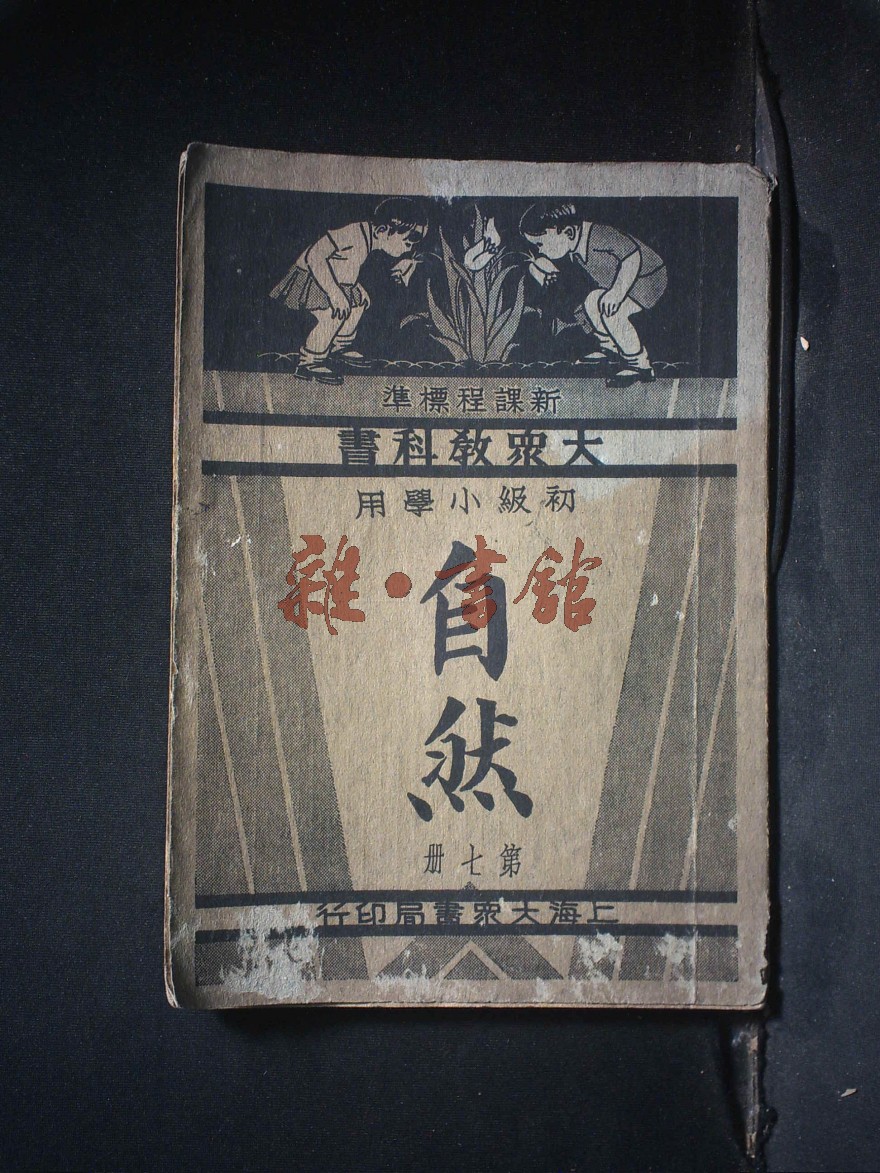 新課程標準
大衆教科書
初級小學用
雜·書舘
自然
第七册
上海大衆書局印行